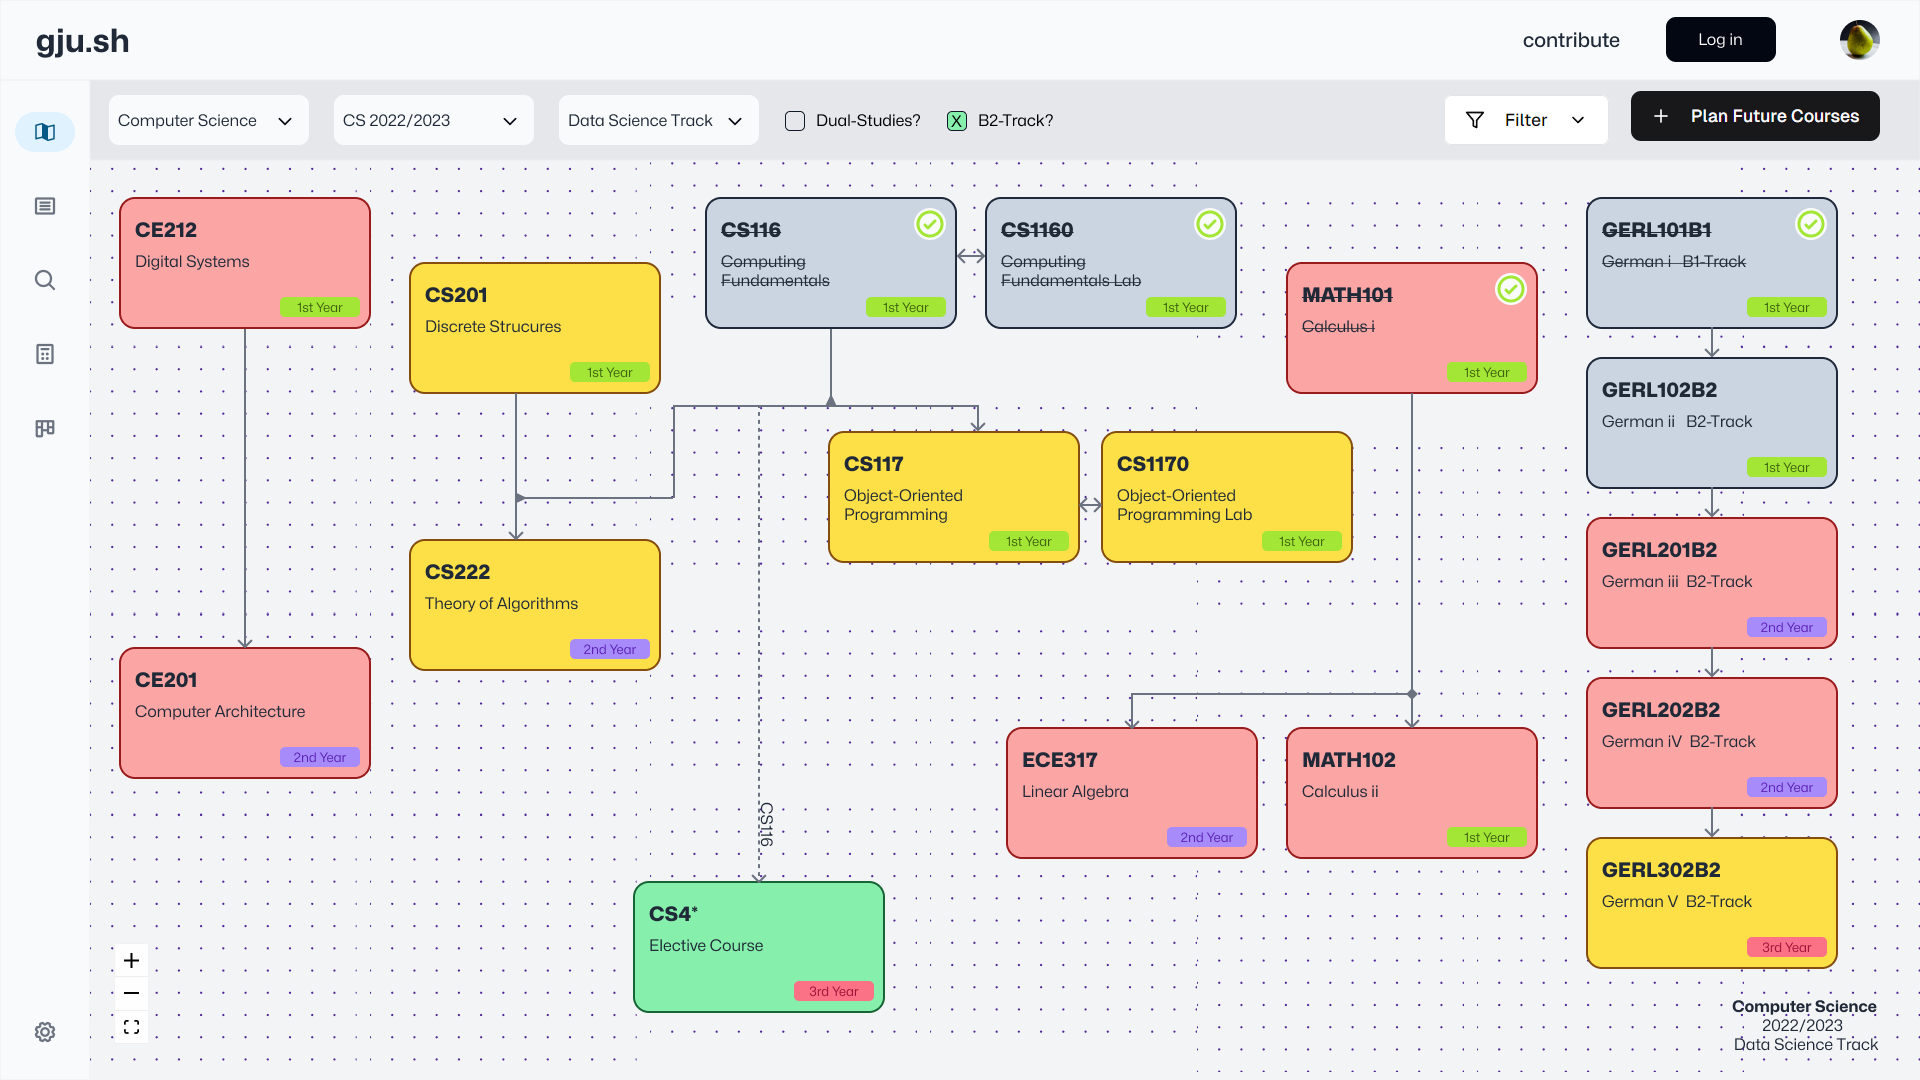 gju.sh
contribute
Log in
Computer Science
CS 2022/2023
Data Science Track
Dual-Studies?
X
B2-Track?
Filter
Plan Future Courses
CE212
Digital Systems
1st Year
CS201
Discrete Strucures
1st Year
CS116
Computing
Fundamentals
1st Year
CS1160
Computing
Fundamentals Lab
1st Year
MATH101
Calculus i
1st Year
GERL101B1
German i B1-Track
1st Year
GERL102B2
German ii B2-Track
1st Year
CS117
Object-Oriented
Programming
1st Year
CS1170
Object-Oriented
Programming Lab
1st Year
CS222
Theory of Algorithms
2nd Year
GERL201B2
German iii B2-Track
2nd Year
CE201
Computer Architecture
2nd Year
GERL202B2
German iV B2-Track
2nd Year
ECE317
Linear Algebra
2nd Year
MATH102
Calculus ii
1st Year
CS116
GERL302B2
German V B2-Track
3rd Year
CS4*
Elective Course
3rd Year
Computer Science
2022/2023
Data Science Track